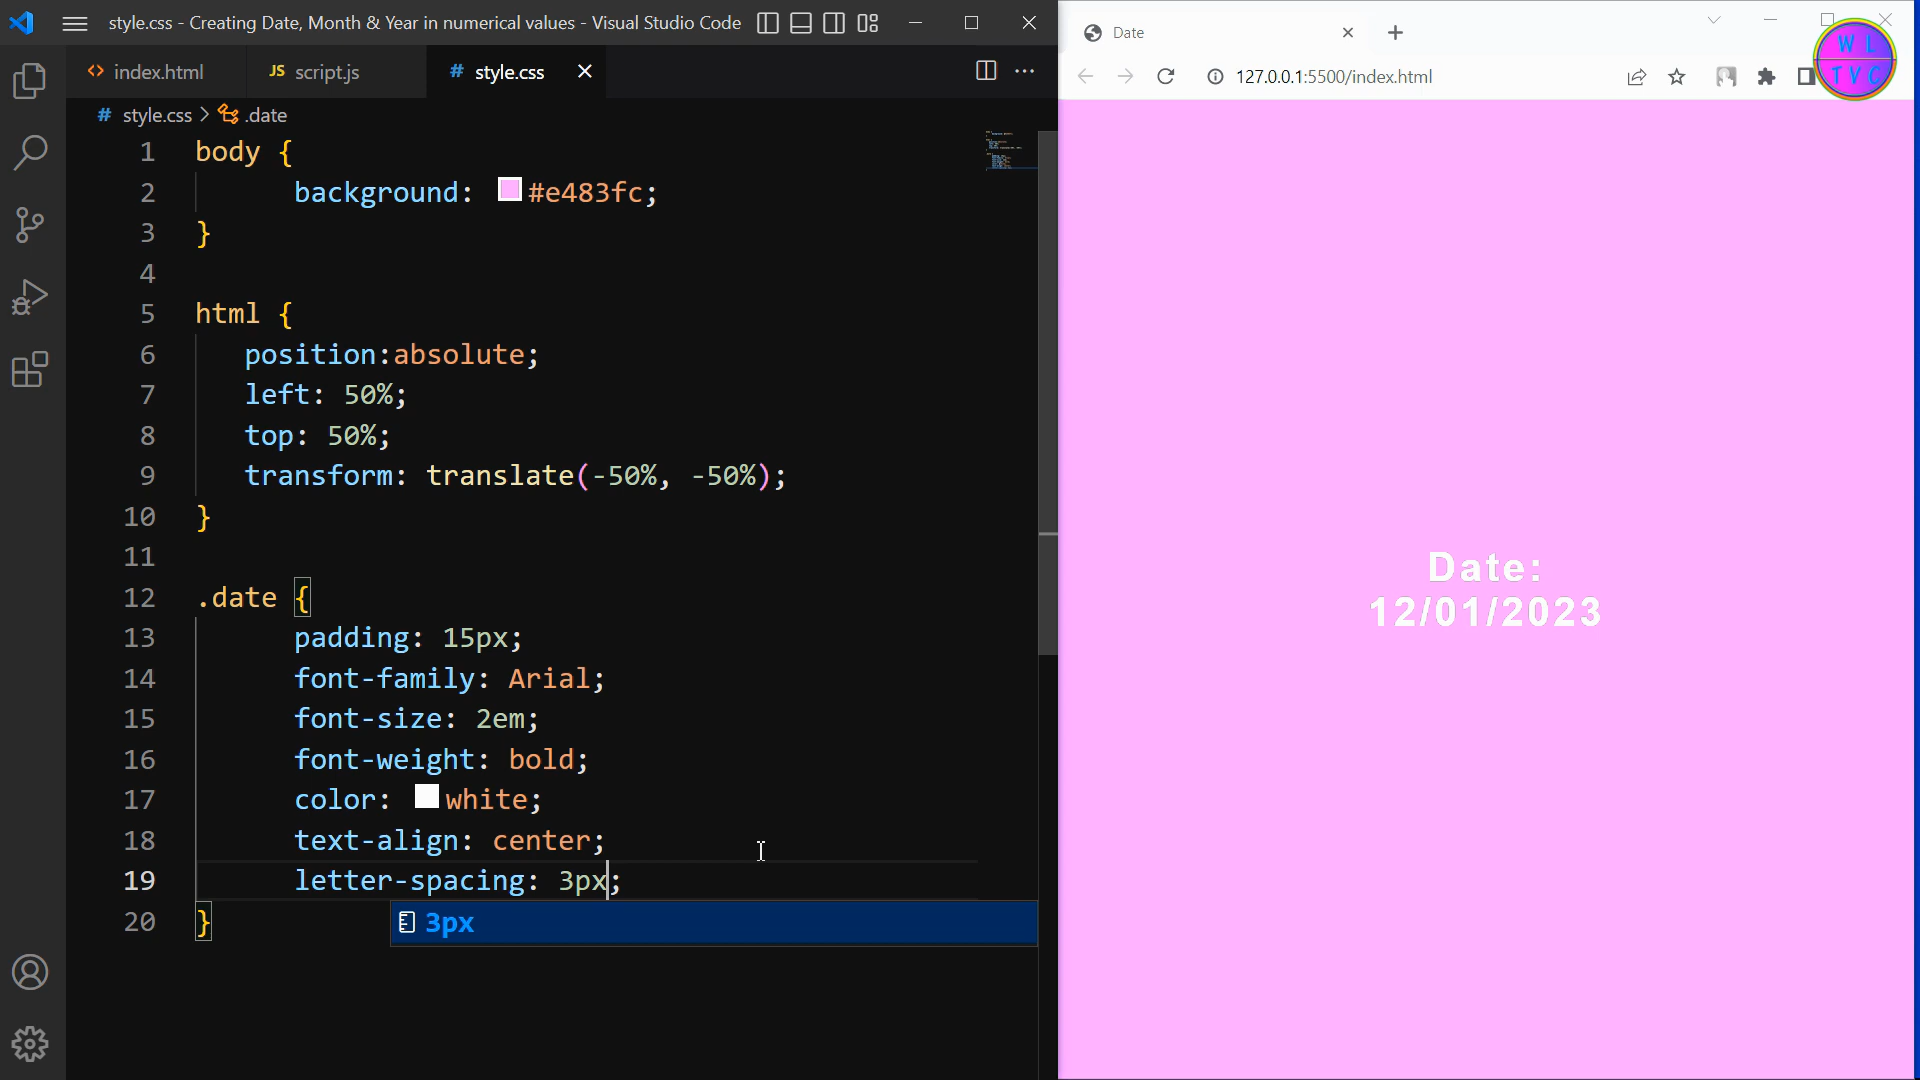 style.css - Creating Date, Month & Year in numerical values - Visual Studio Code
index.html
JS script.js
# style.css
# style.css > .date
1 body {
2 background: #e483fc;
3 }
4
5 html {
6 position:absolute;
7 left: 50%;
8 top: 50%;
9 transform: translate(-50%, -50%);
10 }
11
12 .date {
13 padding: 15px;
14 font-family: Arial;
15 font-size: 2em;
16 font-weight: bold;
17 color: white;
18 text-align: center;
19 letter-spacing: 3px;
20 }
3px
Date
127.0.0.1:5500/index.html
W L
T V C
Date:
12/01/2023